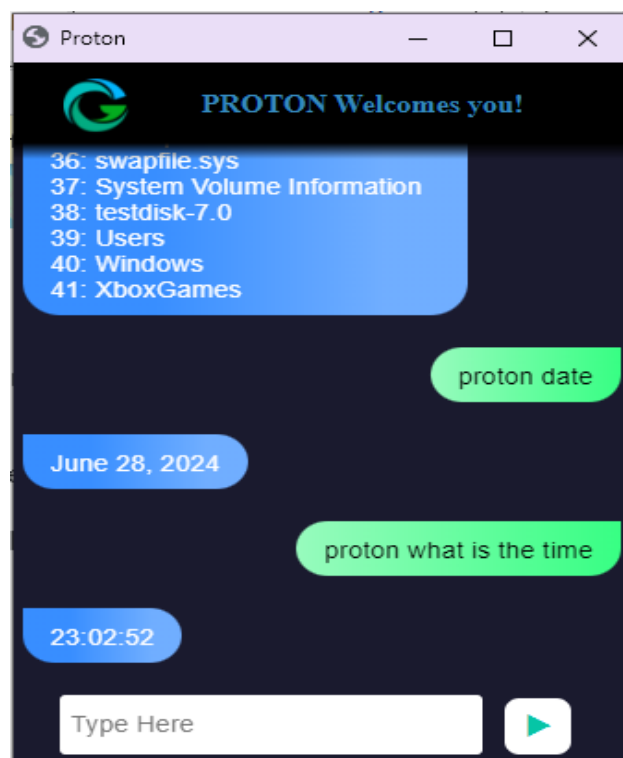 Proton
PROTON Welcomes you!
36: swapfile.sys
37: System Volume Information
38: testdisk-7.0
39: Users
40: Windows
41: XboxGames
proton date
June 28, 2024
proton what is the time
23:02:52
Type Here